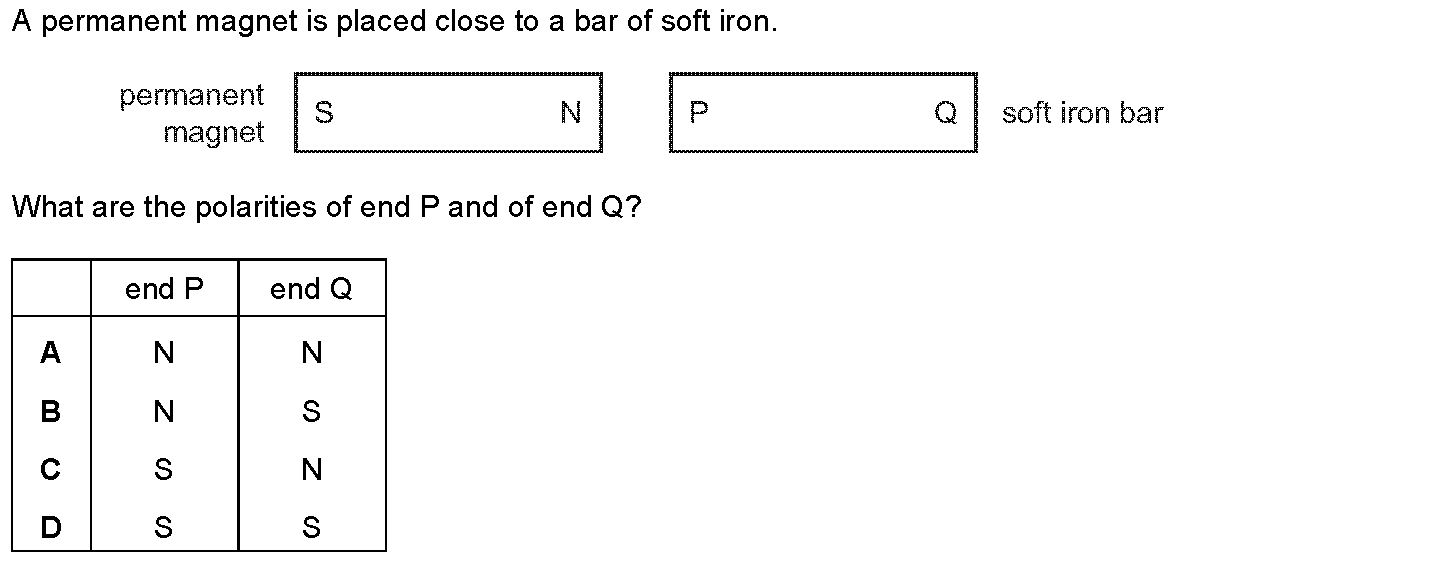 A permanent magnet is placed close to a bar of soft iron.
permanent
magnet
S N P Q soft iron bar
What are the polarities of end P and of end Q?
end P end Q
A N N
B N S
C S N
D S S